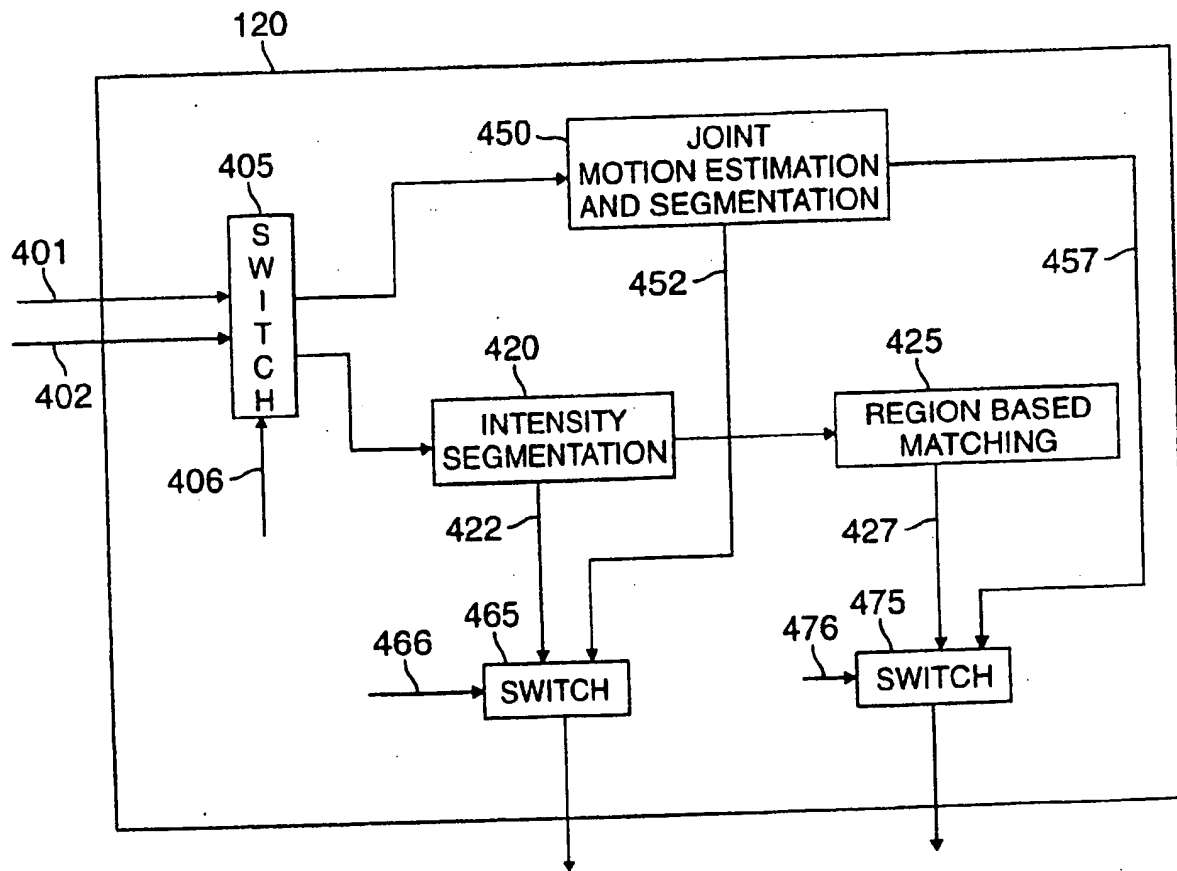 120
450
JOINT
MOTION ESTIMATION
AND SEGMENTATION
405
SWITCH
401
402
406
452
457
420
INTENSITY
SEGMENTATION
425
REGION BASED
MATCHING
422
427
465
466
SWITCH
475
476
SWITCH